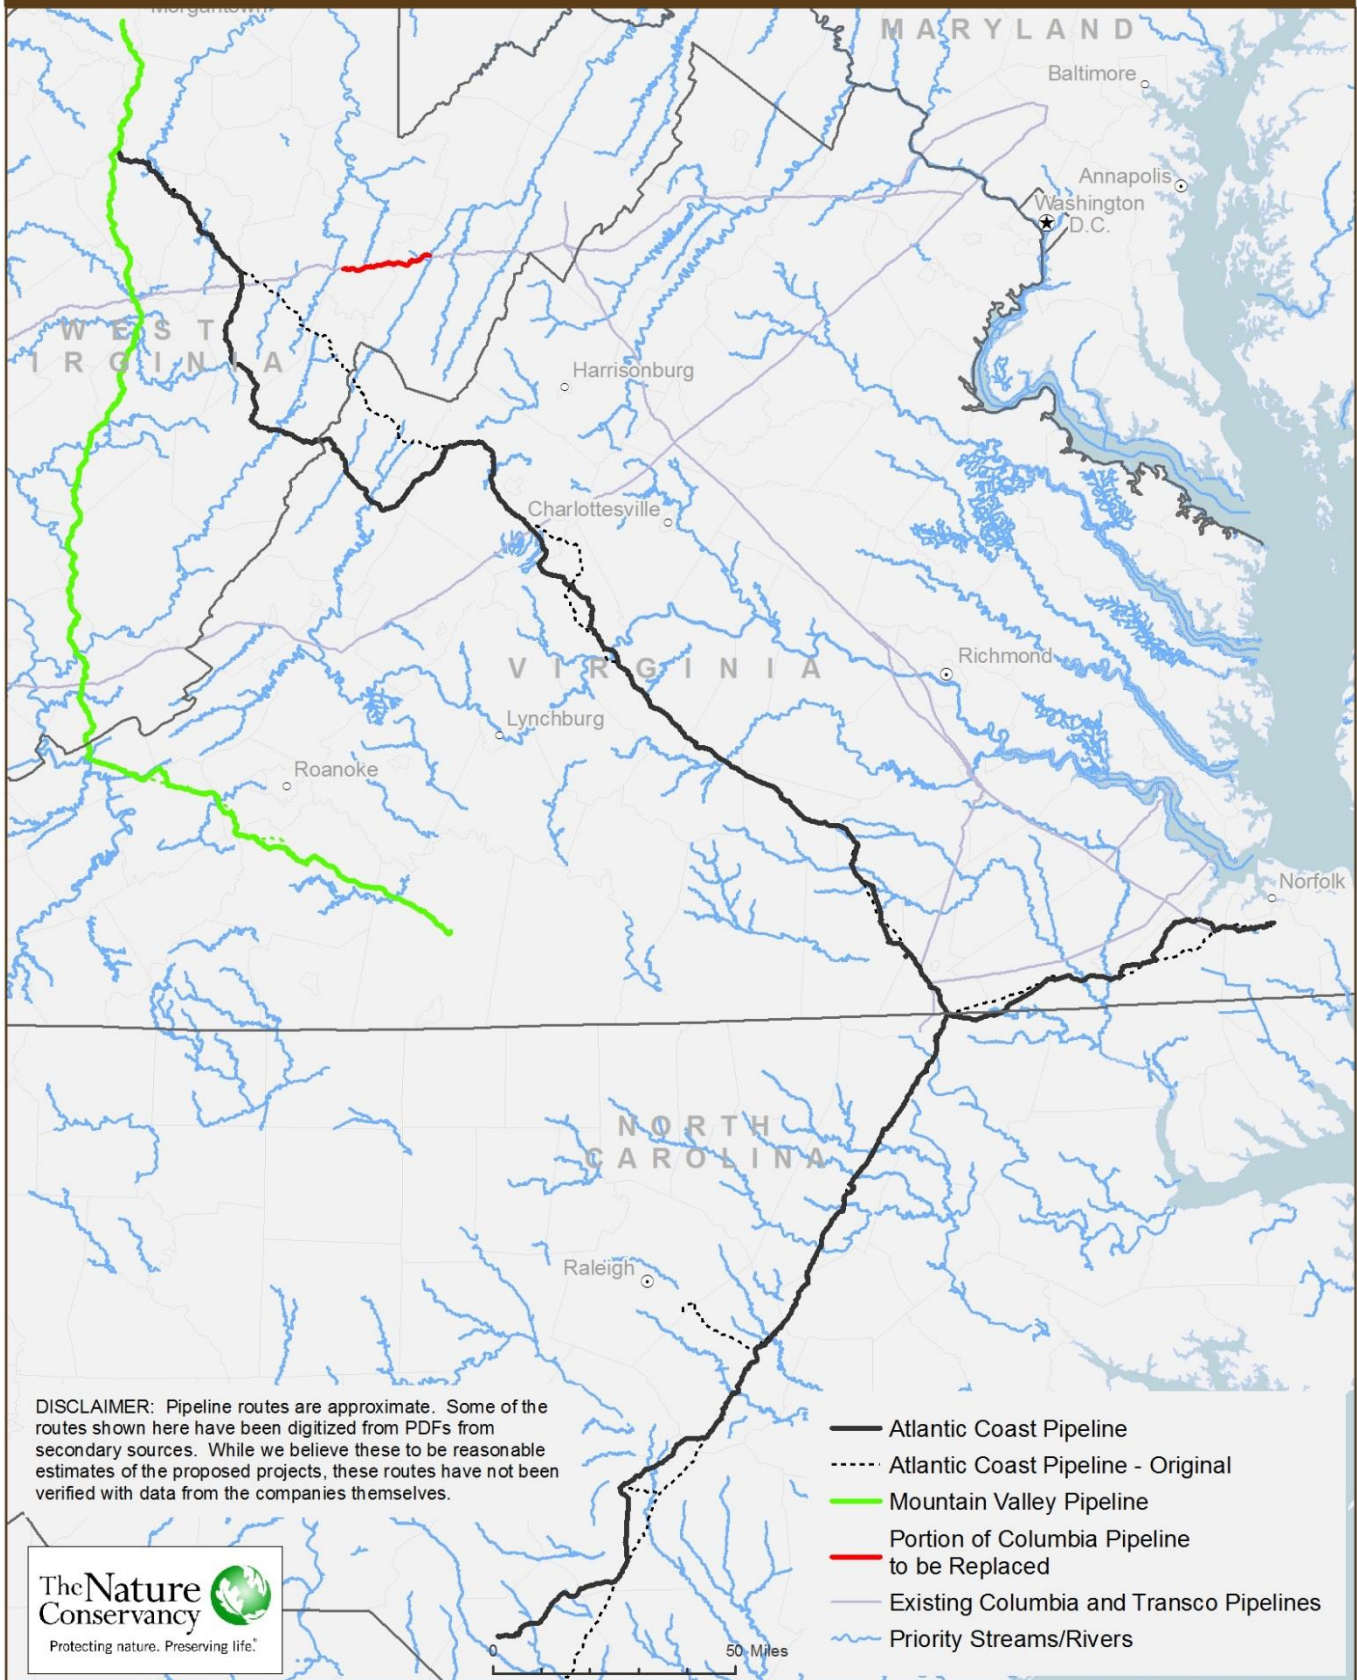 Morgantown
MARYLAND
Baltimore
Annapolis
Washington
D.C.
WEST
IRGINIA
Harrisonburg
Charlottesville
VIRGINIA
Richmond
Lynchburg
Roanoke
Norfolk
NORTH
CAROLINA
Raleigh
DISCLAIMER: Pipeline routes are approximate. Some of the
routes shown here have been digitized from PDFs from
secondary sources. While we believe these to be reasonable
estimates of the proposed projects, these routes have not been
verified with data from the companies themselves.
Atlantic Coast Pipeline
Atlantic Coast Pipeline - Original
Mountain Valley Pipeline
Portion of Columbia Pipeline
to be Replaced
Existing Columbia and Transco Pipelines
Priority Streams/Rivers
The Nature
Conservancy
Protecting nature. Preserving life.®
0 50 Miles